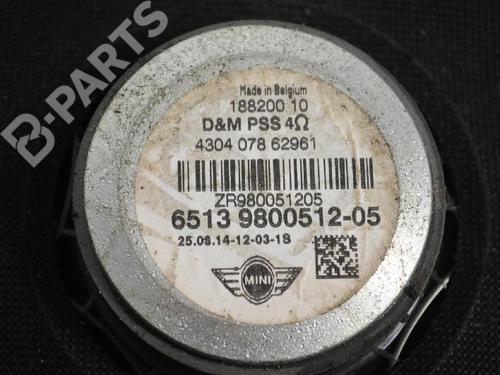 B-PARTS
Made in Belgium
188200 10
D&M PSS 4Ω
4304 078 62961
ZR980051205
6513 9800512-05
25.08.14-12-03-1S
MINI